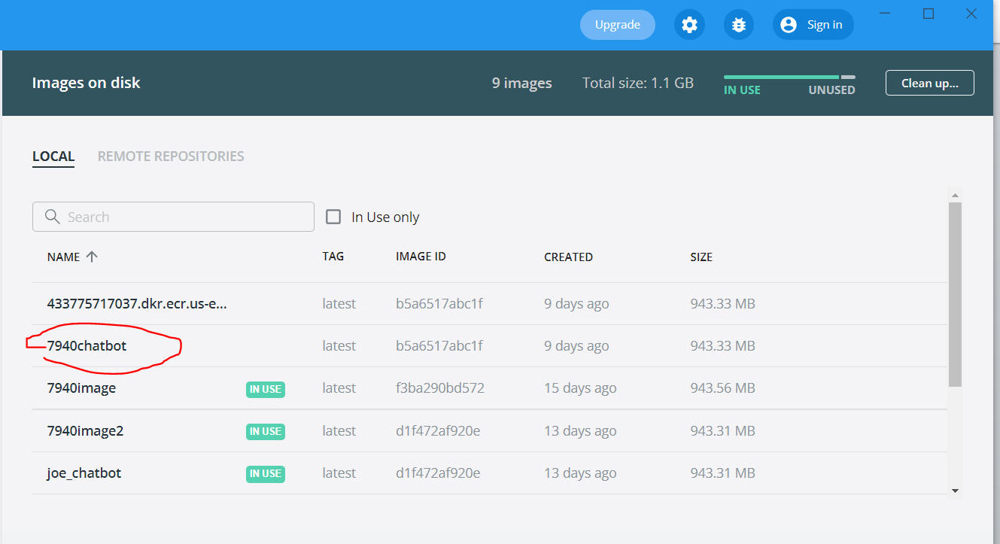 Upgrade Sign in
Images on disk 9 images Total size: 1.1 GB IN USE UNUSED Clean up...
LOCAL REMOTE REPOSITORIES
Search In Use only
NAME TAG IMAGE ID CREATED SIZE
433775717037.dkr.ecr.us-e... latest b5a6517abc1f 9 days ago 943.33 MB
7940chatbot latest b5a6517abc1f 9 days ago 943.33 MB
7940image IN USE latest f3ba290bd572 15 days ago 943.56 MB
7940image2 IN USE latest d1f472af920e 13 days ago 943.31 MB
joe_chatbot IN USE latest d1f472af920e 13 days ago 943.31 MB